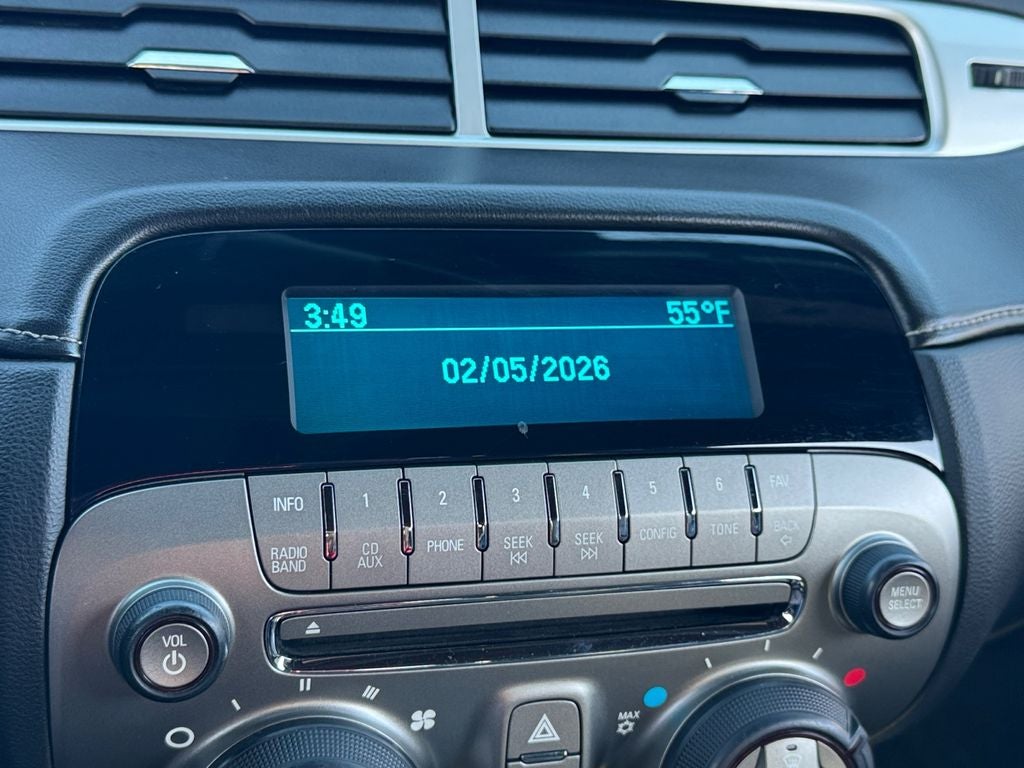 3:49 55°F
02/05/2026
INFO 1 2 3 4 5 6 FAV
RADIO BAND
CD AUX
PHONE
SEEK
SEEK
CONFIG
TONE
BACK
VOL
MENU
SELECT
MAX